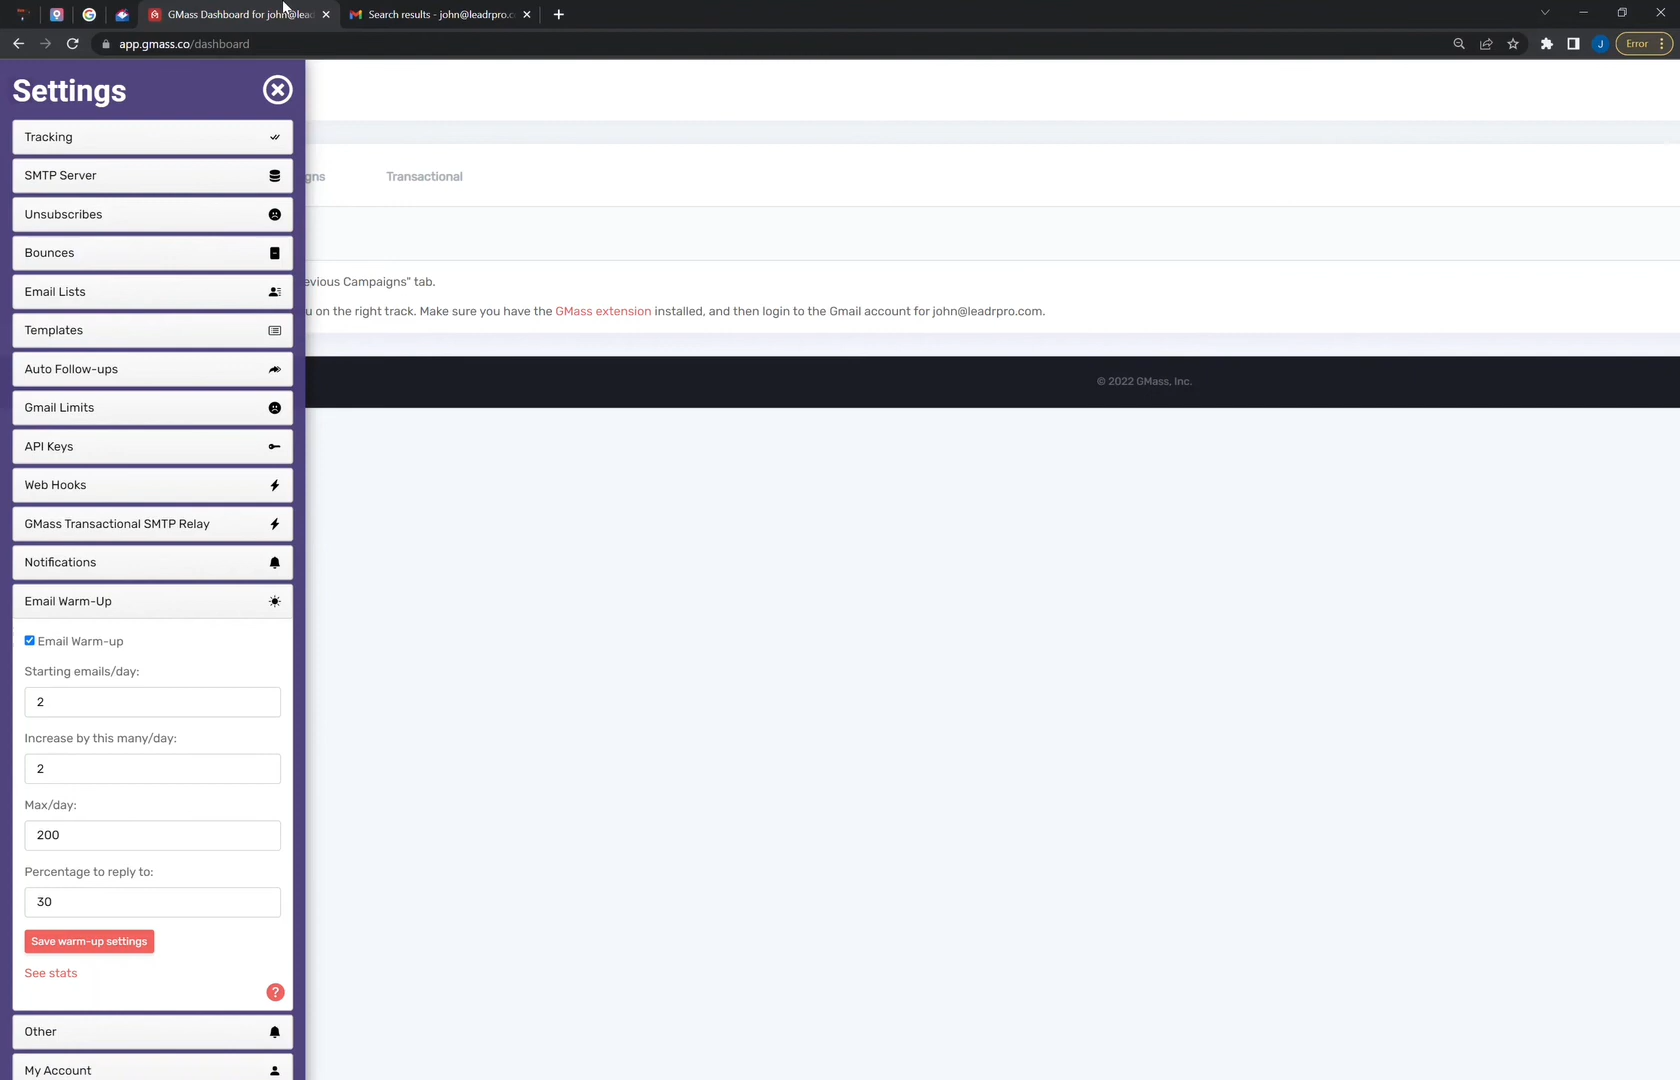 GMass Dashboard for john@lead
Search results - john@leadrpro.c
app.gmass.co/dashboard
J
Error
Settings
Tracking
SMTP Server
gns
Transactional
Unsubscribes
Bounces
evious Campaigns" tab.
Email Lists
u on the right track. Make sure you have the GMass extension installed, and then login to the Gmail account for john@leadrpro.com.
Templates
Auto Follow-ups
© 2022 GMass, Inc.
Gmail Limits
API Keys
Web Hooks
GMass Transactional SMTP Relay
Notifications
Email Warm-Up
Email Warm-up
Starting emails/day:
2
Increase by this many/day:
2
Max/day:
200
Percentage to reply to:
30
Save warm-up settings
See stats
?
Other
My Account